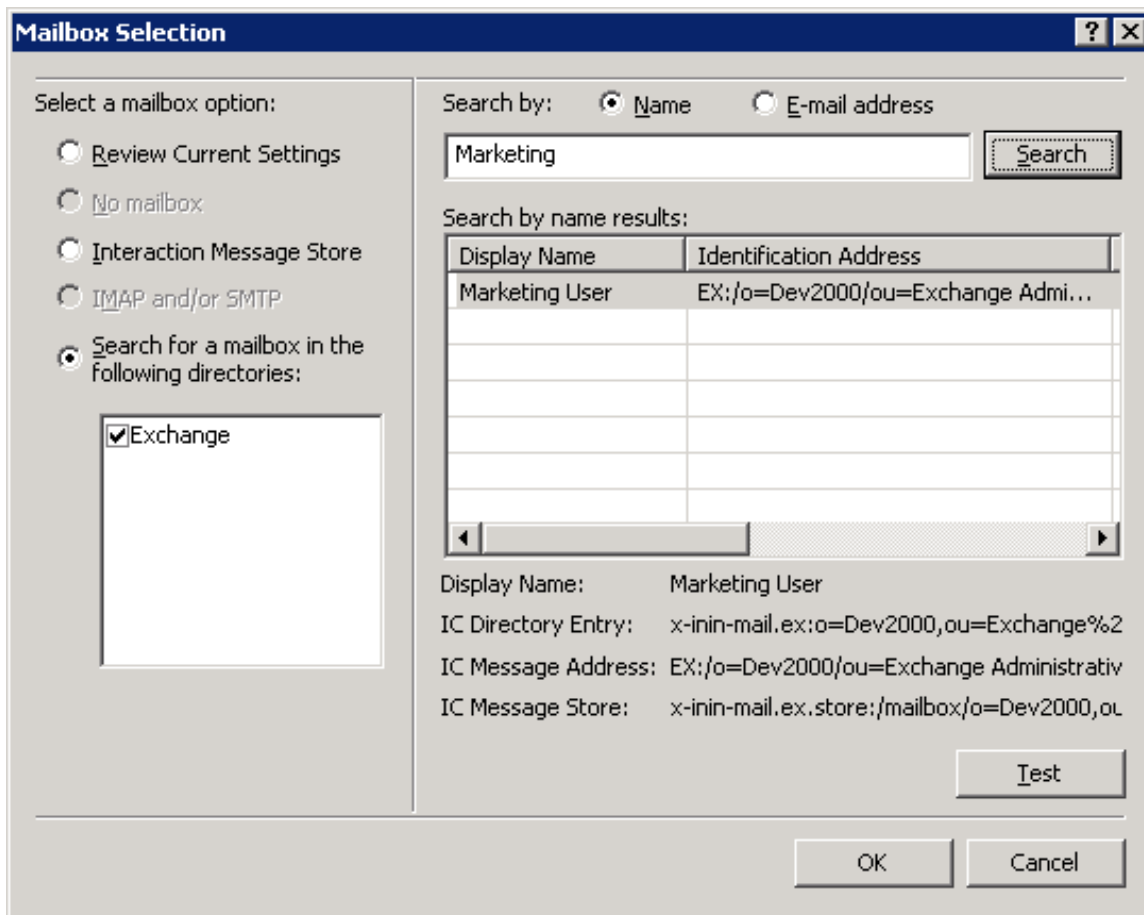 Mailbox Selection
Select a mailbox option:
Review Current Settings
No mailbox
Interaction Message Store
IMAP and/or SMTP
Search for a mailbox in the
following directories:
Exchange
Search by: Name E-mail address
Marketing Search
Search by name results:
Display Name Identification Address
Marketing User EX:/o=Dev2000/ou=Exchange Admi...
Display Name: Marketing User
IC Directory Entry: x-inin-mail.ex:o=Dev2000,ou=Exchange%2
IC Message Address: EX:/o=Dev2000/ou=Exchange Administrativ
IC Message Store: x-inin-mail.ex.store:/mailbox/o=Dev2000,ou
Test
OK Cancel